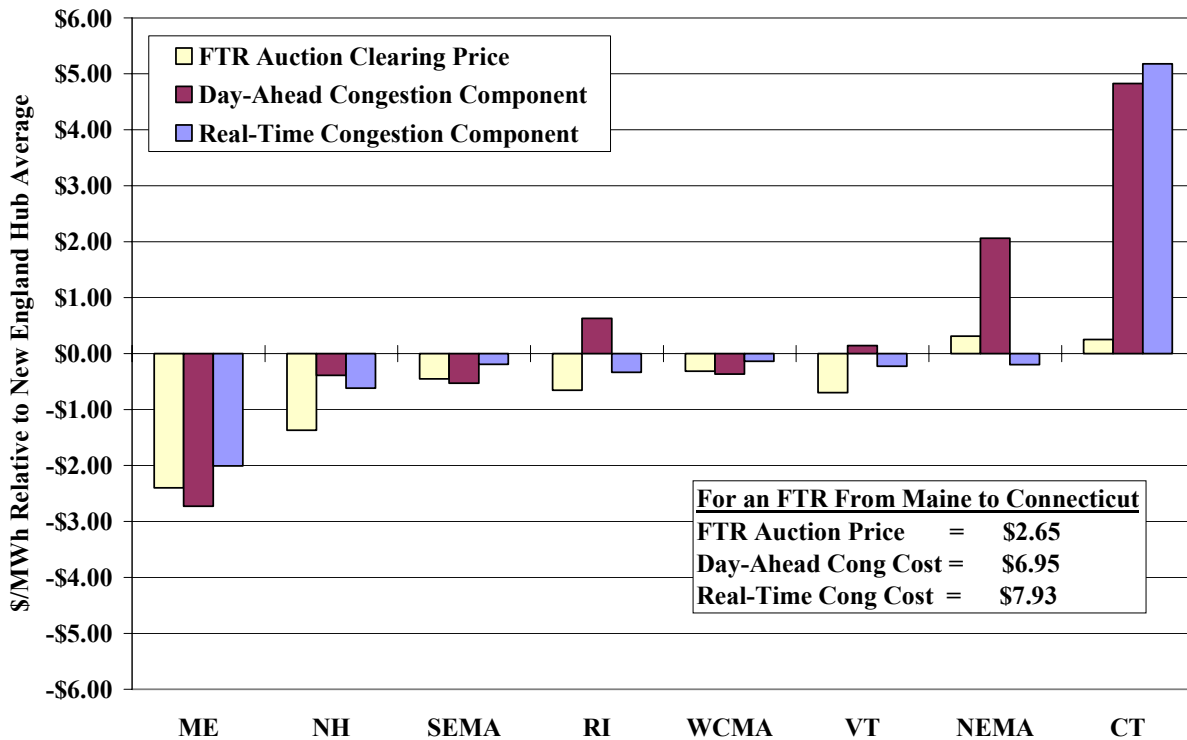 $/MWh Relative to New England Hub Average
$6.00
$5.00
$4.00
$3.00
$2.00
$1.00
$0.00
-$1.00
-$2.00
-$3.00
-$4.00
-$5.00
-$6.00
FTR Auction Clearing Price
Day-Ahead Congestion Component
Real-Time Congestion Component
For an FTR From Maine to Connecticut
FTR Auction Price = $2.65
Day-Ahead Cong Cost = $6.95
Real-Time Cong Cost = $7.93
ME NH SEMA RI WCMA VT NEMA CT